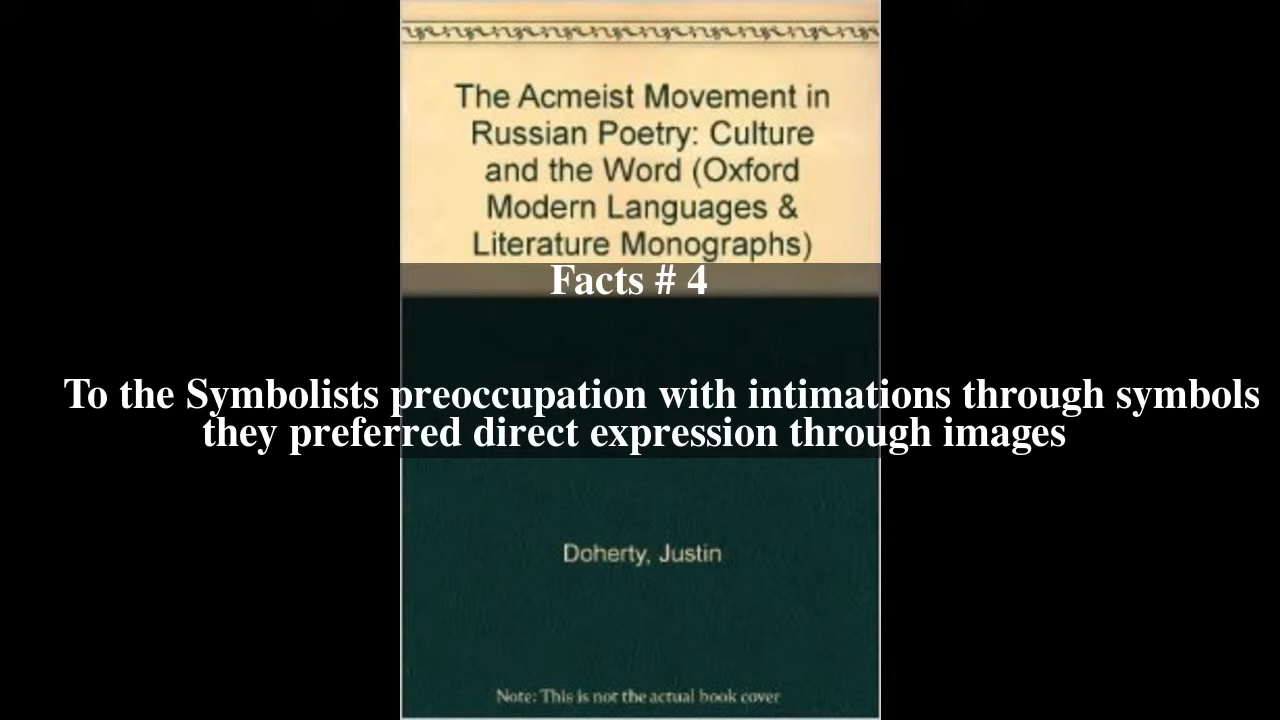 The Acmeist Movement in
Russian Poetry: Culture
and the Word (Oxford
Modern Languages &
Literature Monographs)
Facts # 4
To the Symbolists preoccupation with intimations through symbols
they preferred direct expression through images
Doherty, Justin
Note: This is not the actual book cover